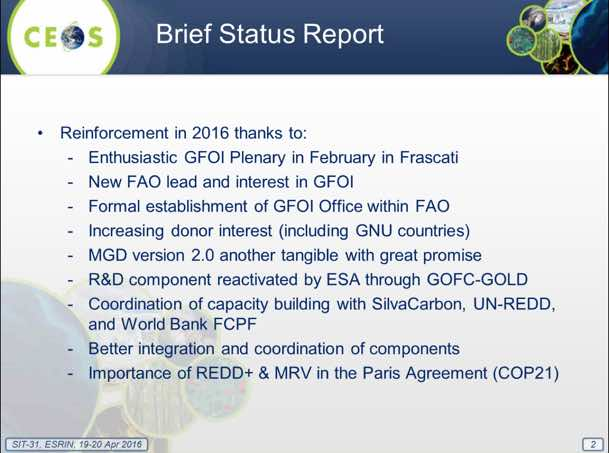 CEOS
Brief Status Report
• Reinforcement in 2016 thanks to:
- Enthusiastic GFOI Plenary in February in Frascati
- New FAO lead and interest in GFOI
- Formal establishment of GFOI Office within FAO
- Increasing donor interest (including GNU countries)
- MGD version 2.0 another tangible with great promise
- R&D component reactivated by ESA through GOFC-GOLD
- Coordination of capacity building with SilvaCarbon, UN-REDD,
and World Bank FCPF
- Better integration and coordination of components
- Importance of REDD+ & MRV in the Paris Agreement (COP21)
SIT-31, ESRIN, 19-20 Apr 2016
2